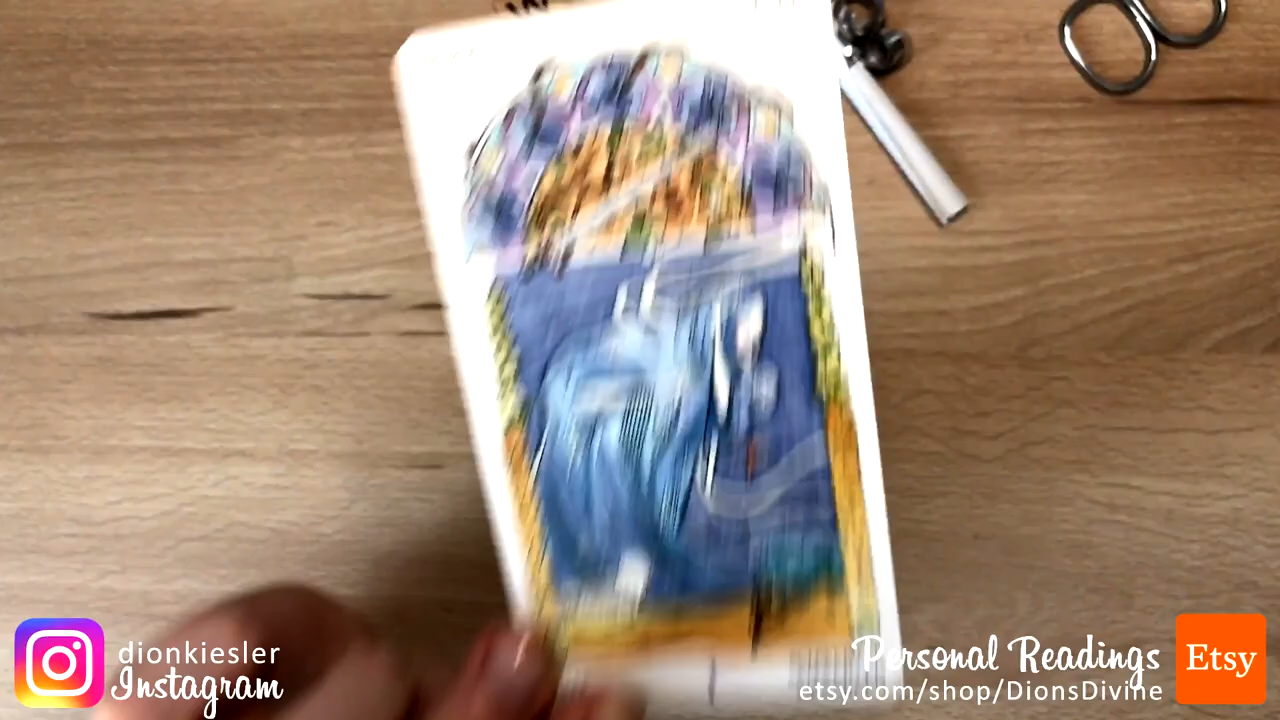 dionkiesler
Instagram
Personal Readings
etsy.com/shop/DionsDivine
Etsy